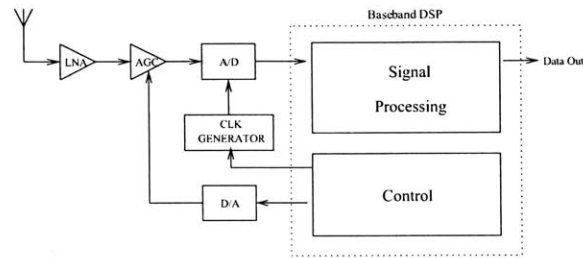 Baseband DSP
LNA
AGC
A/D
Signal
Processing
Data Out
CLK
GENERATOR
Control
D/A